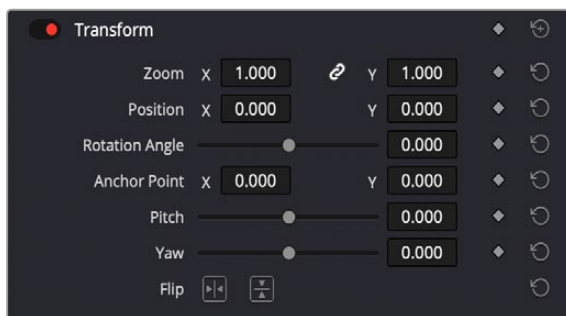 Transform
Zoom X 1.000 Y 1.000
Position X 0.000 Y 0.000
Rotation Angle 0.000
Anchor Point X 0.000 Y 0.000
Pitch 0.000
Yaw 0.000
Flip